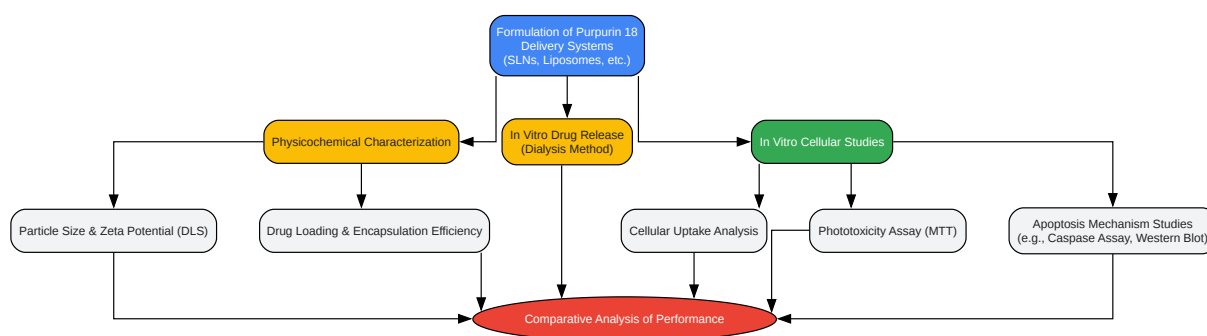 Formulation of Purpurin 18
Delivery Systems
(SLNs, Liposomes, etc.)
Physicochemical Characterization
In Vitro Drug Release
(Dialysis Method)
In Vitro Cellular Studies
Particle Size & Zeta Potential (DLS)
Drug Loading & Encapsulation Efficiency
Cellular Uptake Analysis
Phototoxicity Assay (MTT)
Apoptosis Mechanism Studies
(e.g., Caspase Assay, Western Blot)
Comparative Analysis of Performance